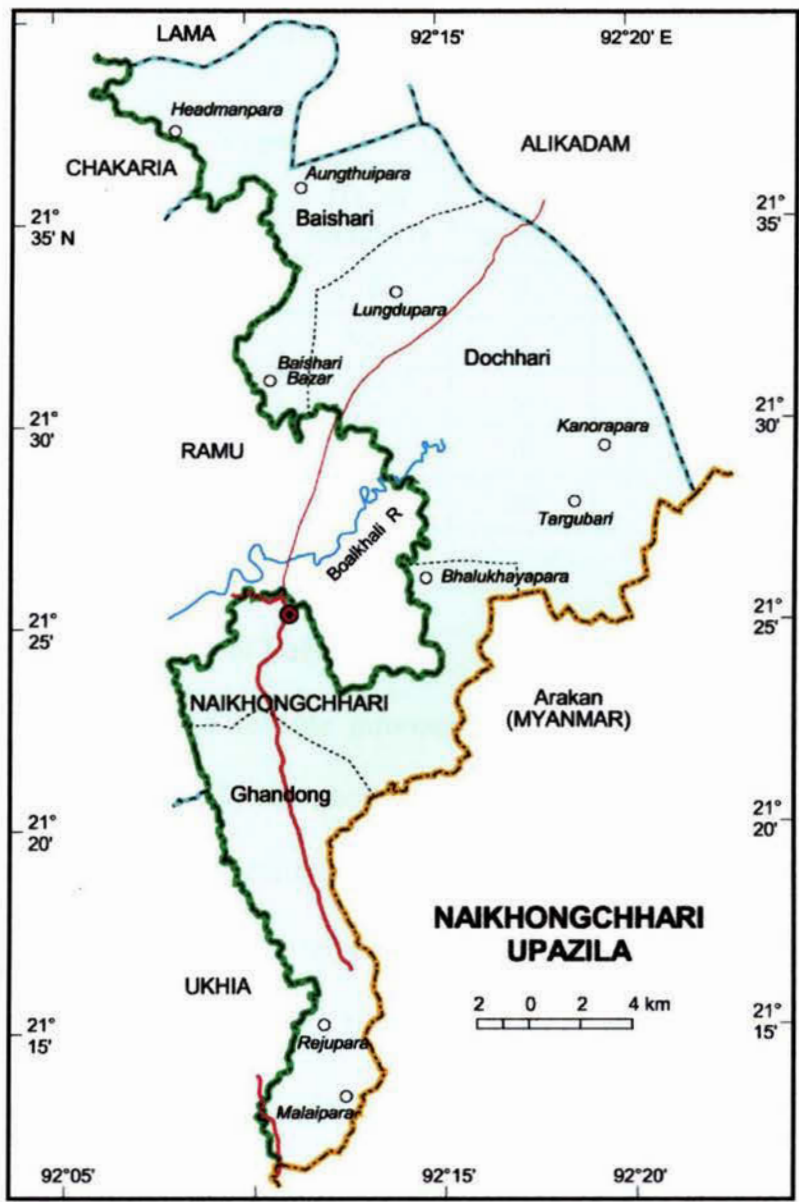 LAMA
92°15'
92°20' E
Headmanpara
CHAKARIA
ALIKADAM
Aungthuipara
Baishari
21°
35' N
21°
35'
Lungdupara
Dochhari
Baishari
Bazar
21°
30'
21°
30'
Kanorapara
RAMU
Targubari
Boalkhali R
Bhalukhayapara
21°
25'
21°
25'
NAIKHONGCHHARI
Arakan
(MYANMAR)
Ghandong
21°
20'
21°
20'
NAIKHONGCHHARI
UPAZILA
UKHIA
2 0 2 4 km
21°
15'
21°
15'
Rejupara
Malaipara
92°05'
92°15'
92°20'